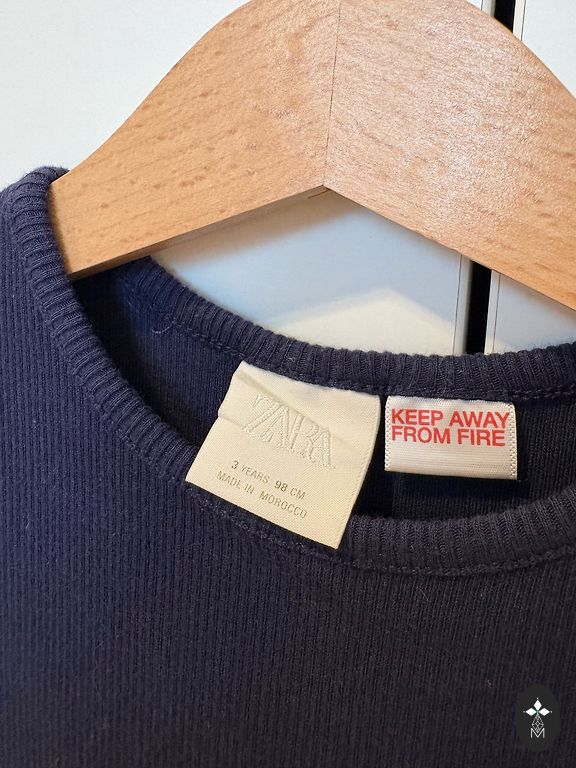 ZARA
3 YEARS 98 CM
MADE IN MOROCCO
KEEP AWAY
FROM FIRE
M